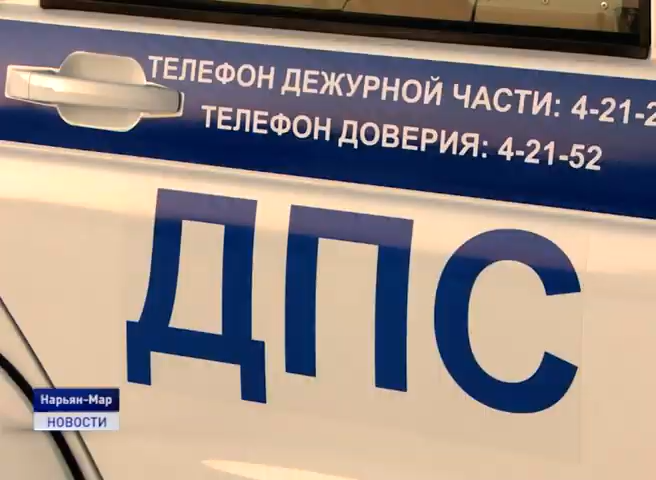 ТЕЛЕФОН ДЕЖУРНОЙ ЧАСТИ: 4-21-2
ТЕЛЕФОН ДОВЕРИЯ: 4-21-52
ДПС
Нарьян-Мар
НОВОСТИ